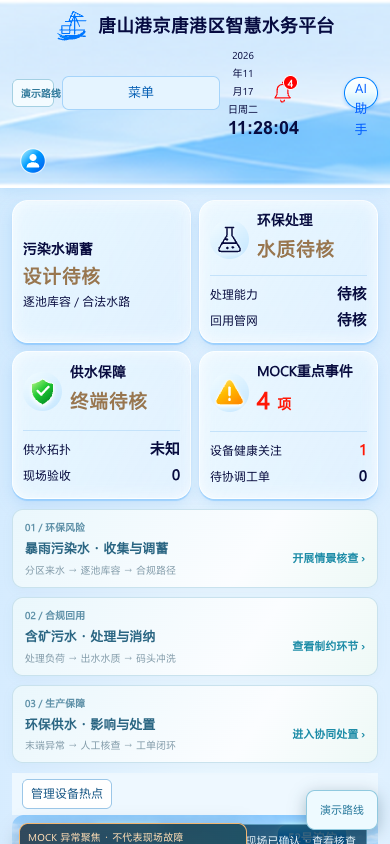 唐山港京唐港区智慧水务平台
演示路线
菜单
2026
年11
月17
日周二
11:28:04
4
AI
助
手
污染水调蓄
设计待核
逐池库容 / 合法水路
环保处理
水质待核
处理能力 待核
回用管网 待核
供水保障
终端待核
供水拓扑 未知
现场验收 0
MOCK重点事件
4 项
设备健康关注 1
待协调工单 0
01 / 环保风险
暴雨污染水 · 收集与调蓄
分区来水 → 逐池库容 → 合规路径
开展情景核查 ›
02 / 合规回用
含矿污水 · 处理与消纳
处理负荷 → 出水水质 → 码头冲洗
查看制约环节 ›
03 / 生产保障
环保供水 · 影响与处置
末端异常 → 人工核查 → 工单闭环
进入协同处置 ›
管理设备热点
演示路线
MOCK 异常聚焦 · 不代表现场故障
现场已确认 · 查看核查